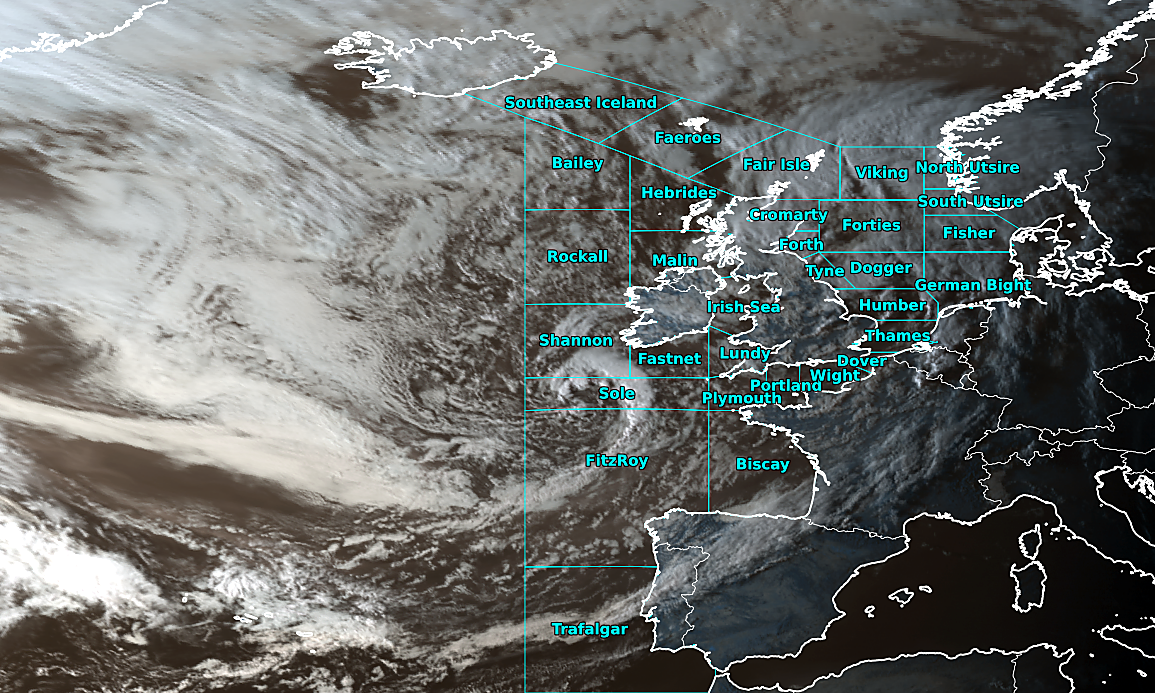 Southeast Iceland
Faeroes
Bailey
Fair Isle
Viking
North Utsire
Hebrides
South Utsire
Cromarty
Forties
Fisher
Forth
Rockall
Malin
Tyne
Dogger
German Bight
Irish Sea
Humber
Shannon
Thames
Fastnet
Lundy
Dover
Wight
Portland
Sole
Plymouth
FitzRoy
Biscay
Trafalgar